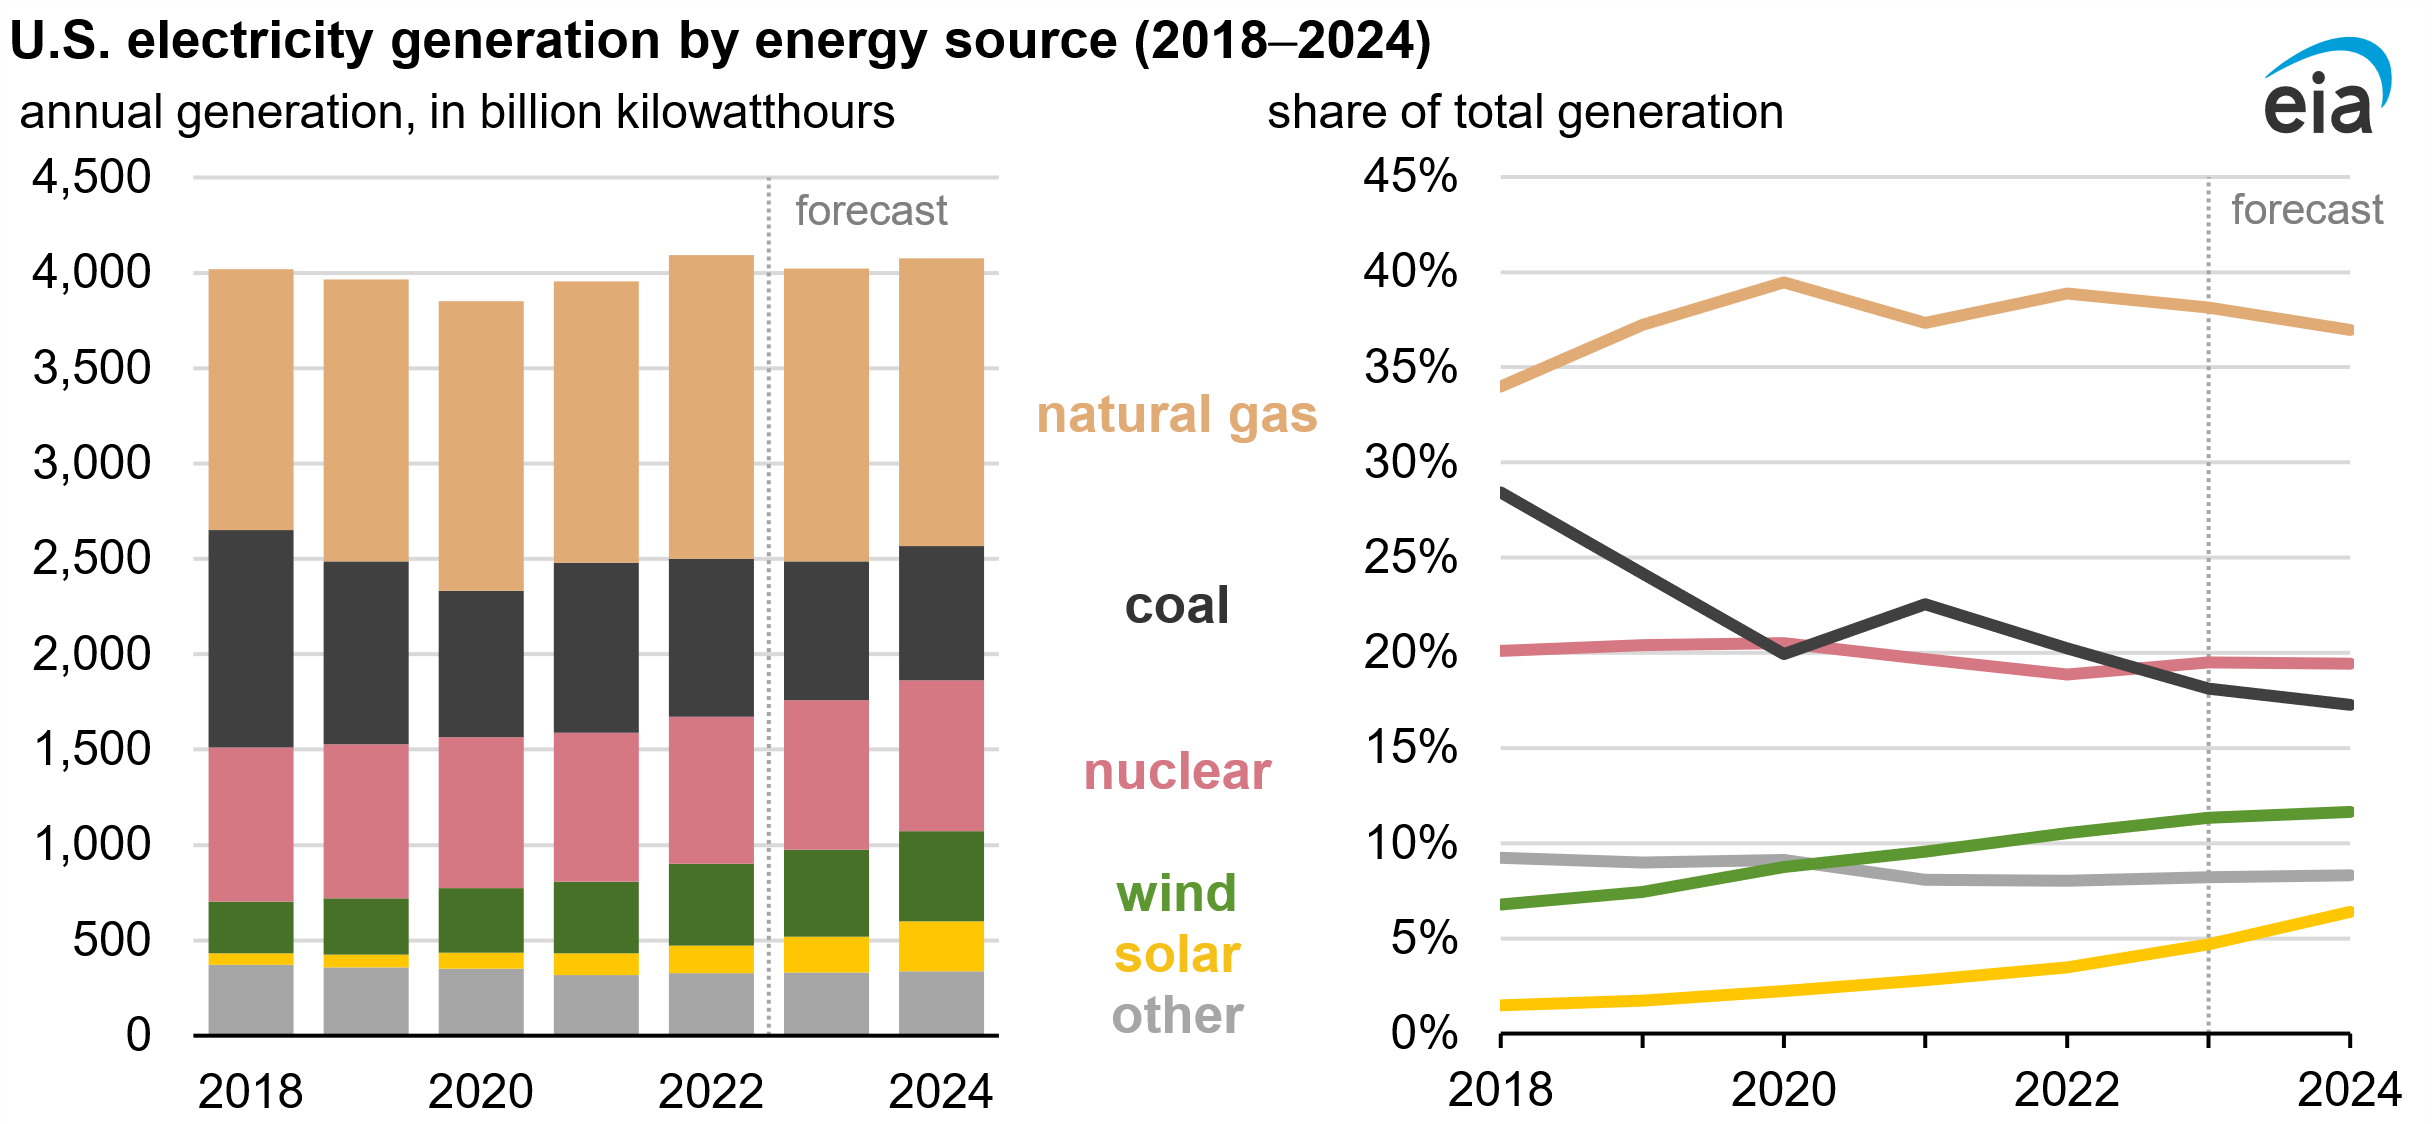 U.S. electricity generation by energy source (2018–2024)
annual generation, in billion kilowatthours
4,500
4,000
3,500
3,000
2,500
2,000
1,500
1,000
500
0
forecast
2018
2020
2022
2024
natural gas
coal
nuclear
wind
solar
other
share of total generation
eia
45%
40%
35%
30%
25%
20%
15%
10%
5%
0%
forecast
2018
2020
2022
2024